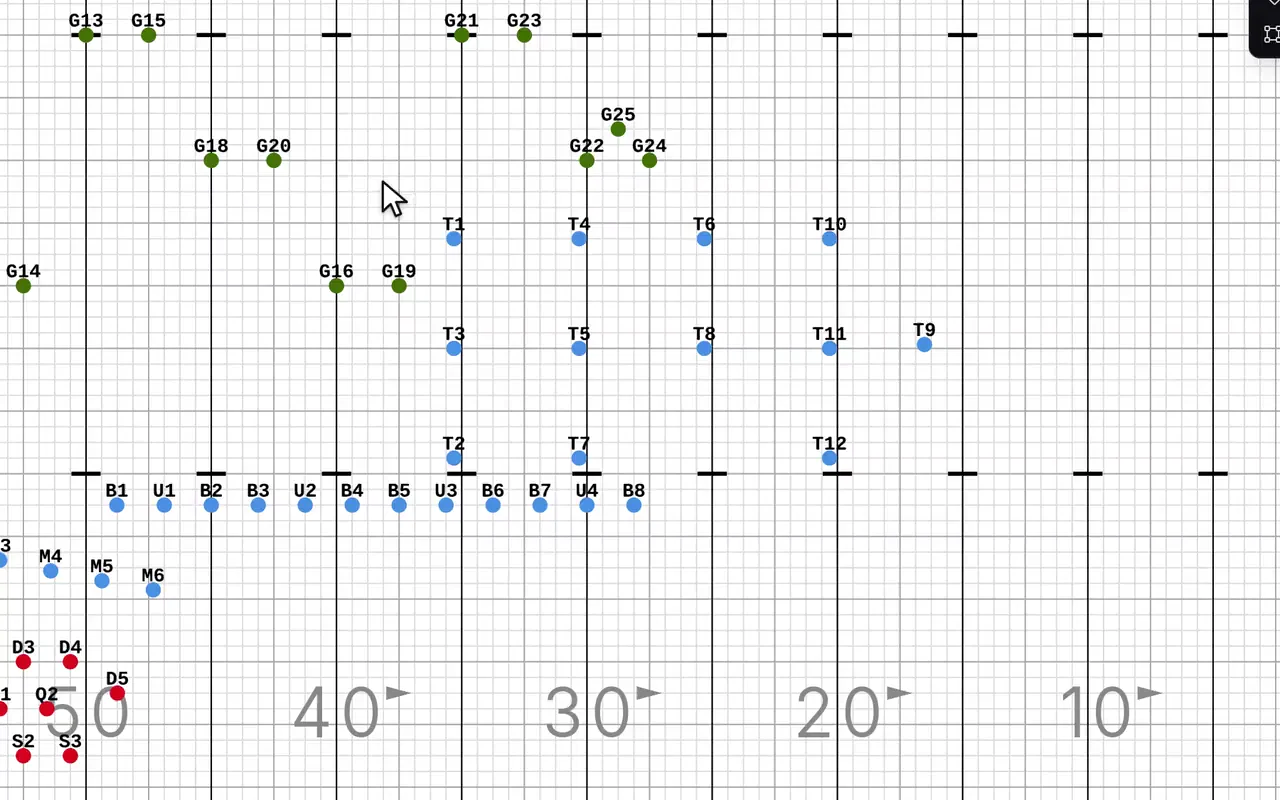 G13 G15 G21 G23
G25
G18 G20 G22 G24
T1 T4 T6 T10
G14 G16 G19
T3 T5 T8 T11 T9
T2 T7 T12
B1 U1 B2 B3 U2 B4 B5 U3 B6 B7 U4 B8
3 M4 M5 M6
D3 D4
D5
1 Q2
50 40 30 20 10
S2 S3